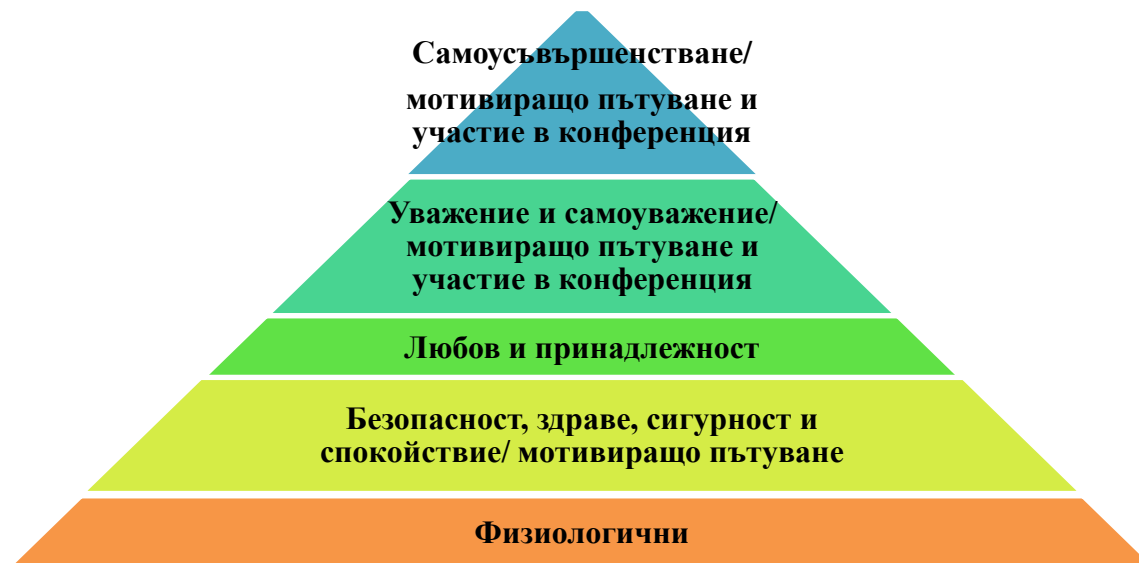 Самоусъвършенстване/
мотивиращо пътуване и
участие в конференция
Уважение и самоуважение/
мотивиращо пътуване и
участие в конференция
Любов и принадлежност
Безопасност, здраве, сигурност и
спокойствие/ мотивиращо пътуване
Физиологични